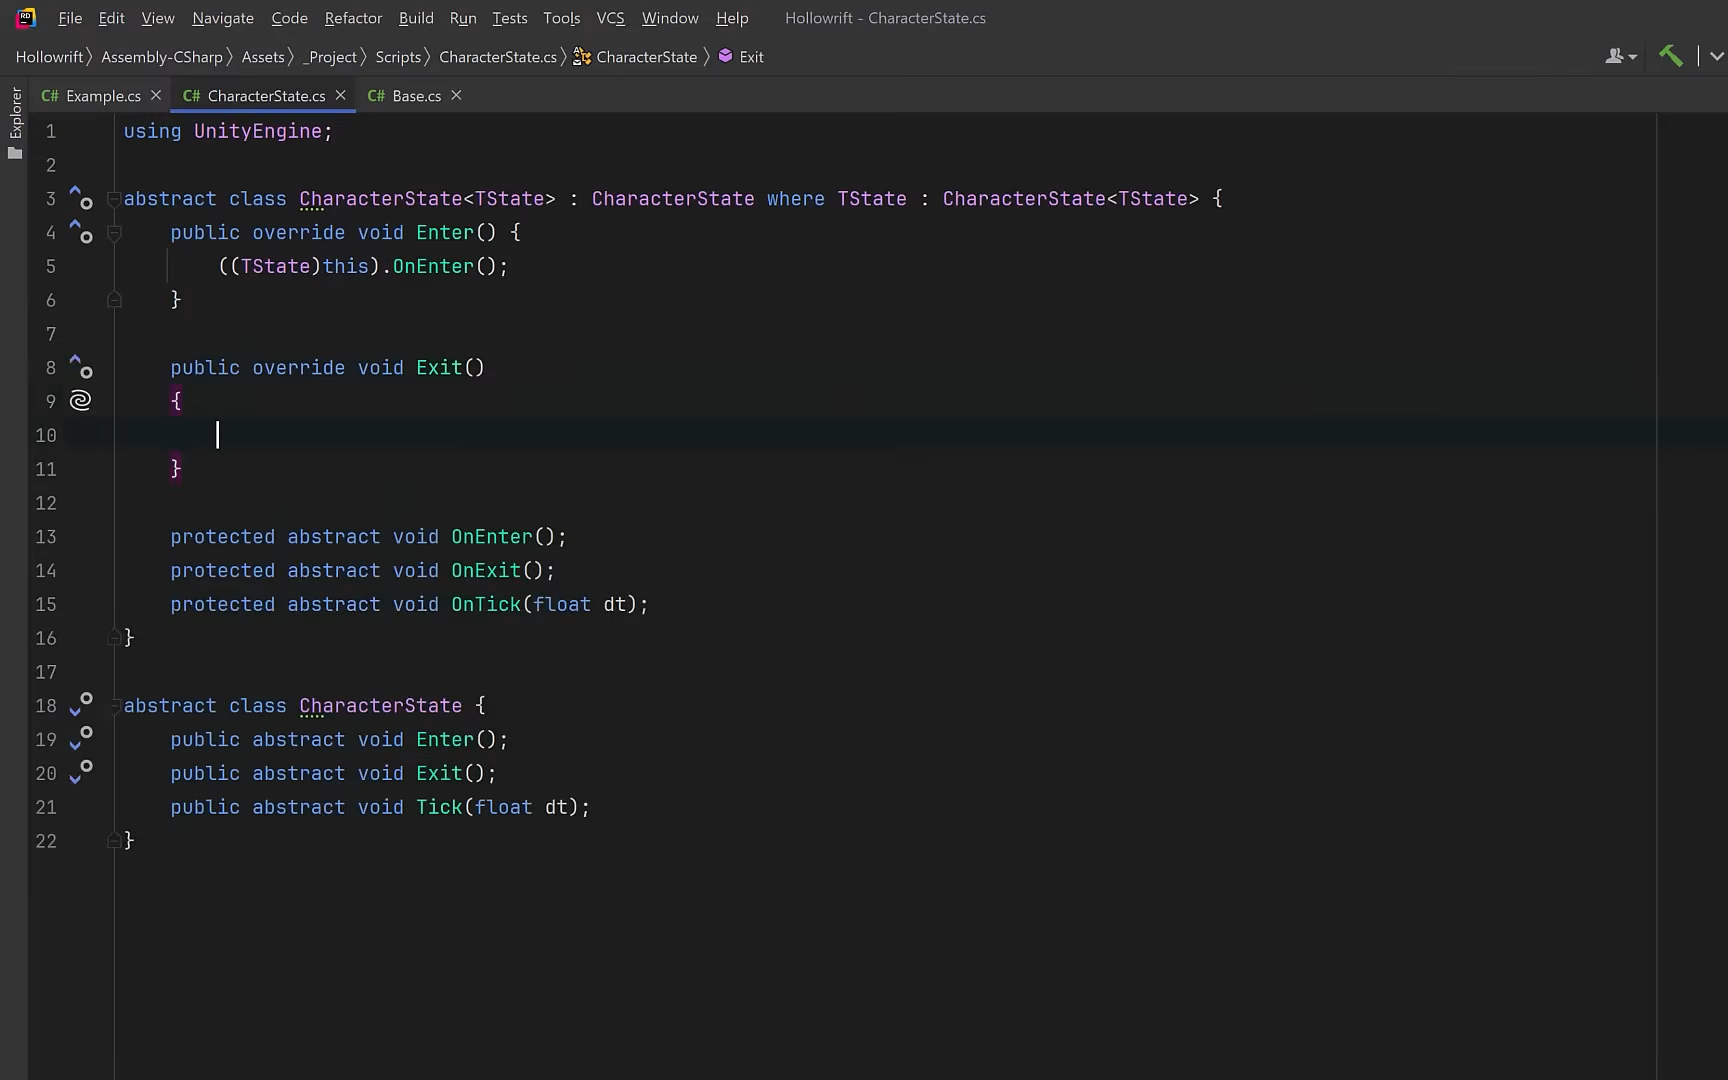 RD File Edit View Navigate Code Refactor Build Run Tests Tools VCS Window Help Hollowrift - CharacterState.cs
Hollowrift Assembly-CSharp Assets _Project Scripts CharacterState.cs CharacterState Exit
Explorer
C# Example.cs C# CharacterState.cs C# Base.cs
1 using UnityEngine;
2
3 abstract class CharacterState<TState> : CharacterState where TState : CharacterState<TState> {
4 public override void Enter() {
5 ((TState)this).OnEnter();
6 }
7
8 public override void Exit()
9 {
10
11 }
12
13 protected abstract void OnEnter();
14 protected abstract void OnExit();
15 protected abstract void OnTick(float dt);
16 }
17
18 abstract class CharacterState {
19 public abstract void Enter();
20 public abstract void Exit();
21 public abstract void Tick(float dt);
22 }